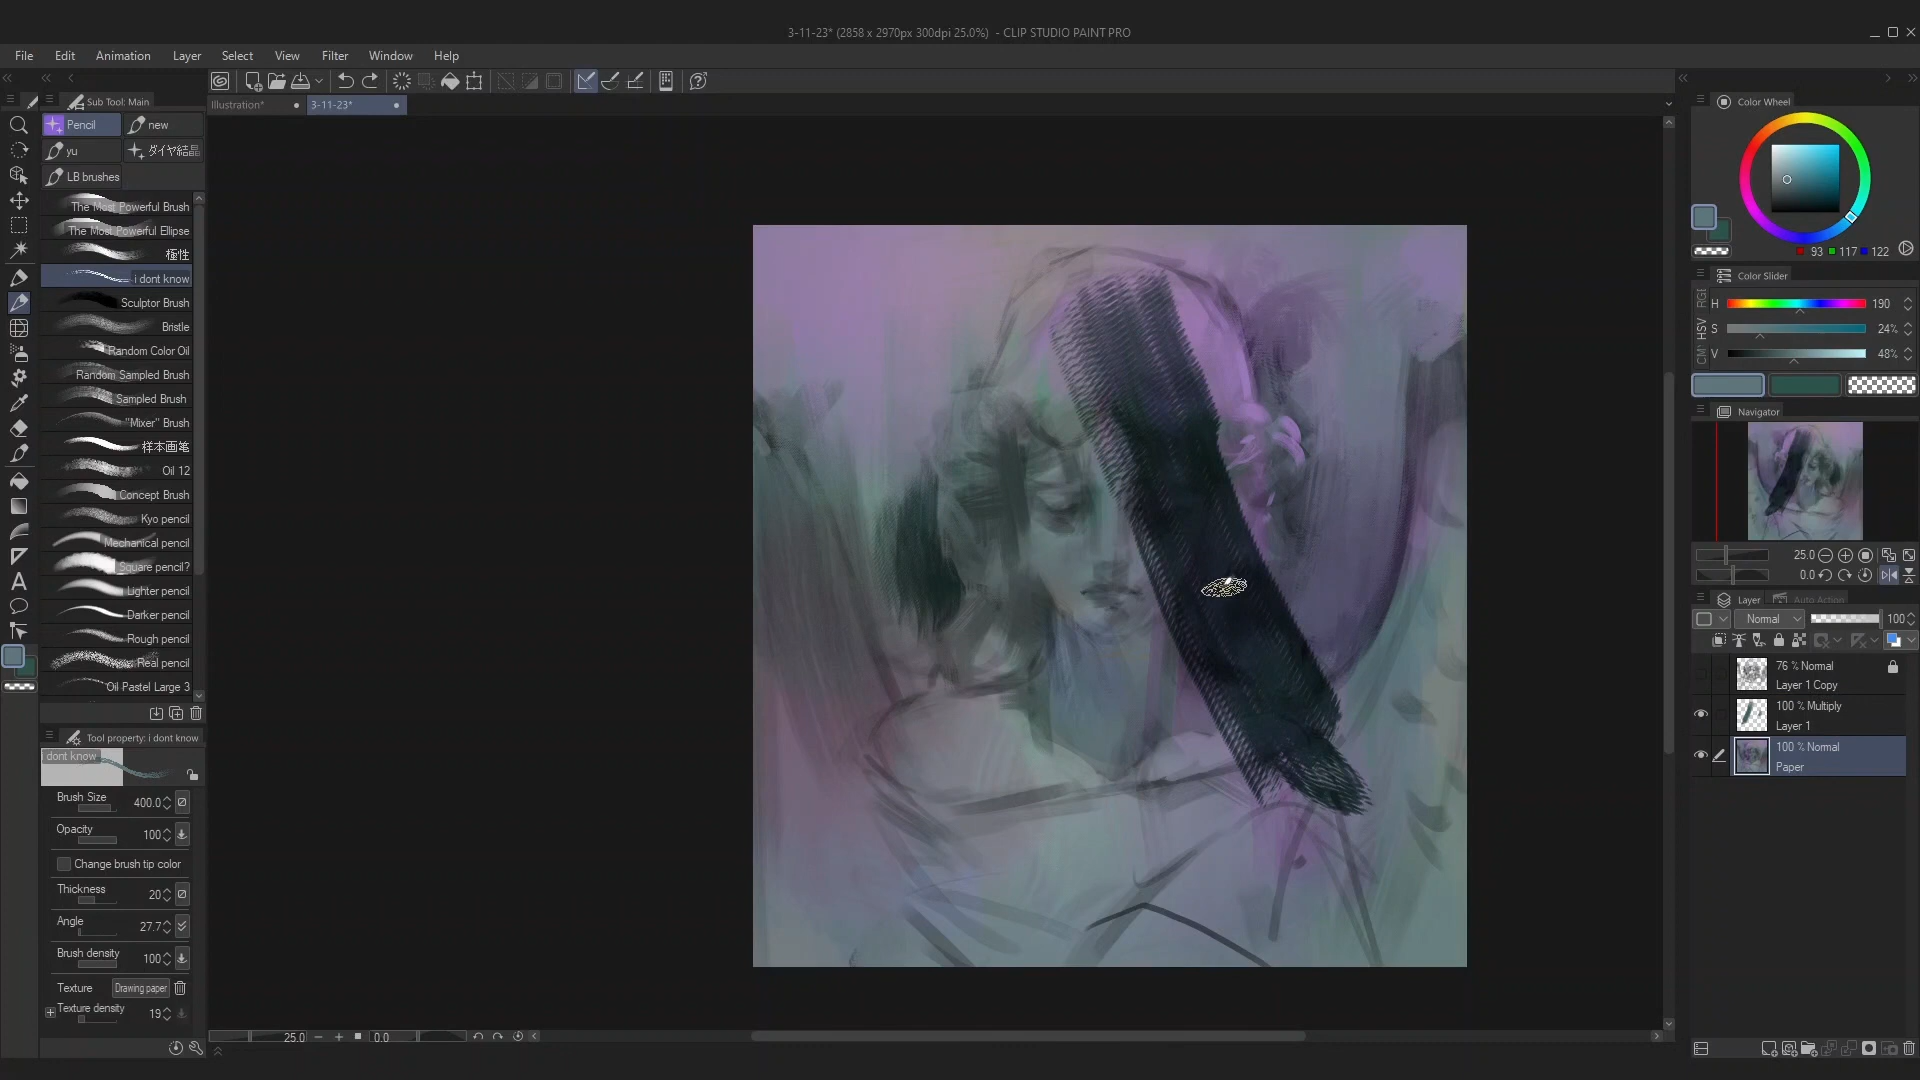 3-11-23* (2858 x 2970px 300dpi 25.0%) - CLIP STUDIO PAINT PRO
File Edit Animation Layer Select View Filter Window Help
Sub Tool: Main
Illustration* 3-11-23*
Pencil new
yu ダイヤ結晶
LB brushes
The Most Powerful Brush
The Most Powerful Ellipse
極性
i dont know
Sculptor Brush
Bristle
Random Color Oil
Random Sampled Brush
Sampled Brush
"Mixer" Brush
样本画笔
Oil 12
Concept Brush
Kyo pencil
Mechanical pencil
Square pencil?
Lighter pencil
Darker pencil
Rough pencil
Real pencil
Oil Pastel Large 3
Tool property: i dont know
i dont know
Brush Size 400.0
Opacity 100
Change brush tip color
Thickness 20
Angle 27.7
Brush density 100
Texture Drawing paper
Texture density 19
25.0 0.0
Color Wheel
93 117 122
Color Slider
RGB
HSV
H 190
S 24%
V 48%
Navigator
25.0
0.0
Layer Auto Action
Normal 100
76 % Normal
Layer 1 Copy
100 % Multiply
Layer 1
100 % Normal
Paper